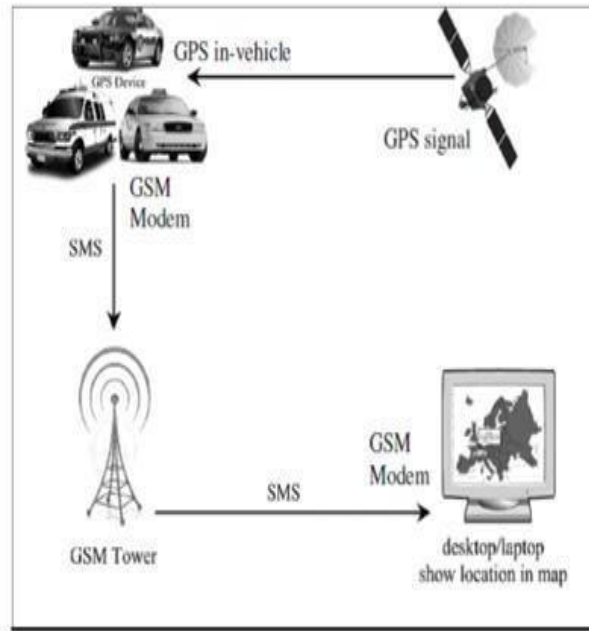 GPS in-vehicle
GPS Device
GPS signal
GSM
Modem
SMS
GSM
Modem
SMS
GSM Tower
desktop/laptop
show location in map